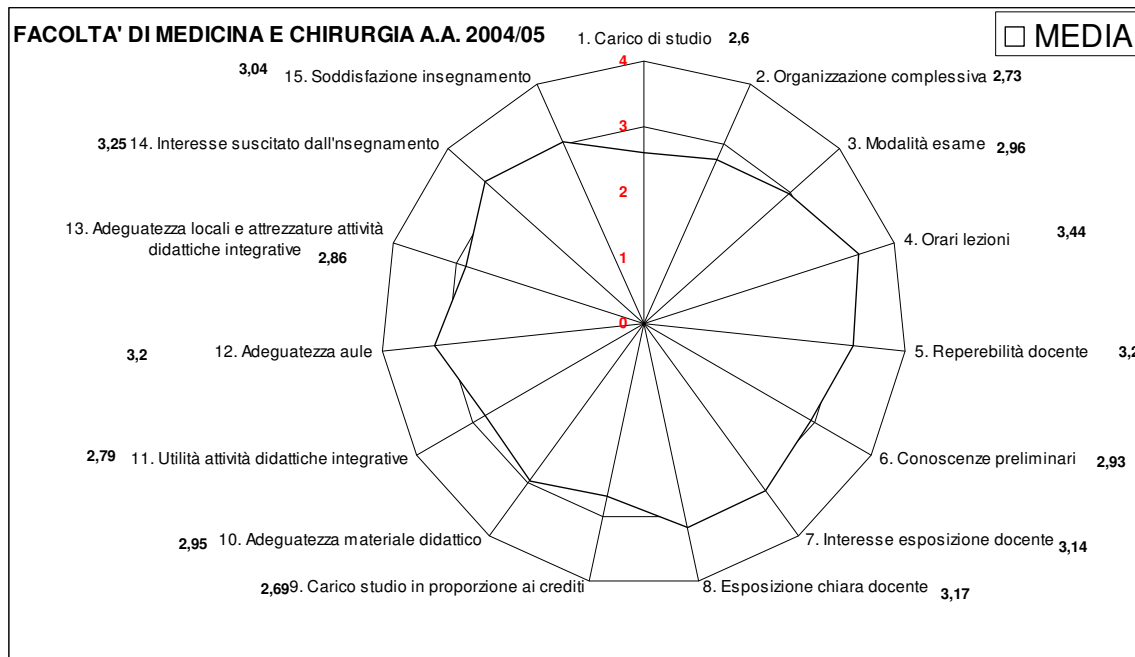 FACOLTA' DI MEDICINA E CHIRURGIA A.A. 2004/05
MEDIA
1. Carico di studio 2,6
2. Organizzazione complessiva 2,73
3. Modalità esame 2,96
4. Orari lezioni 3,44
5. Reperebilità docente 3,2
6. Conoscenze preliminari 2,93
7. Interesse esposizione docente 3,14
8. Esposizione chiara docente 3,17
2,69 9. Carico studio in proporzione ai crediti
2,95 10. Adeguatezza materiale didattico
2,79 11. Utilità attività didattiche integrative
3,2 12. Adeguatezza aule
13. Adeguatezza locali e attrezzature attività
didattiche integrative 2,86
3,25 14. Interesse suscitato dall'nsegnamento
3,04 15. Soddisfazione insegnamento
4
3
2
1
0